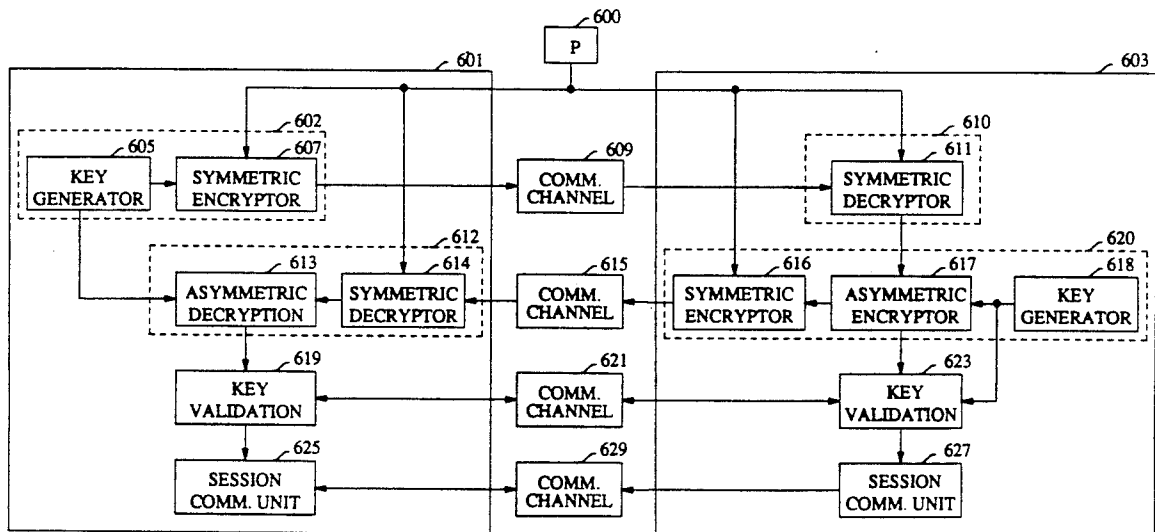 600
P
601
603
602
605
607
KEY
GENERATOR
SYMMETRIC
ENCRYPTOR
609
COMM.
CHANNEL
610
611
SYMMETRIC
DECRYPTOR
612
613
614
ASYMMETRIC
DECRYPTION
SYMMETRIC
DECRYPTOR
615
COMM.
CHANNEL
620
616
617
618
SYMMETRIC
ENCRYPTOR
ASYMMETRIC
ENCRYPTOR
KEY
GENERATOR
619
KEY
VALIDATION
621
COMM.
CHANNEL
623
KEY
VALIDATION
625
SESSION
COMM. UNIT
629
COMM.
CHANNEL
627
SESSION
COMM. UNIT